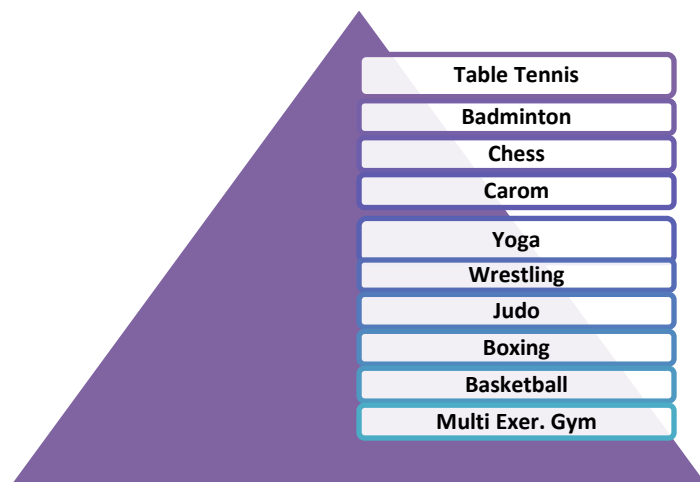 Table Tennis
Badminton
Chess
Carom
Yoga
Wrestling
Judo
Boxing
Basketball
Multi Exer. Gym